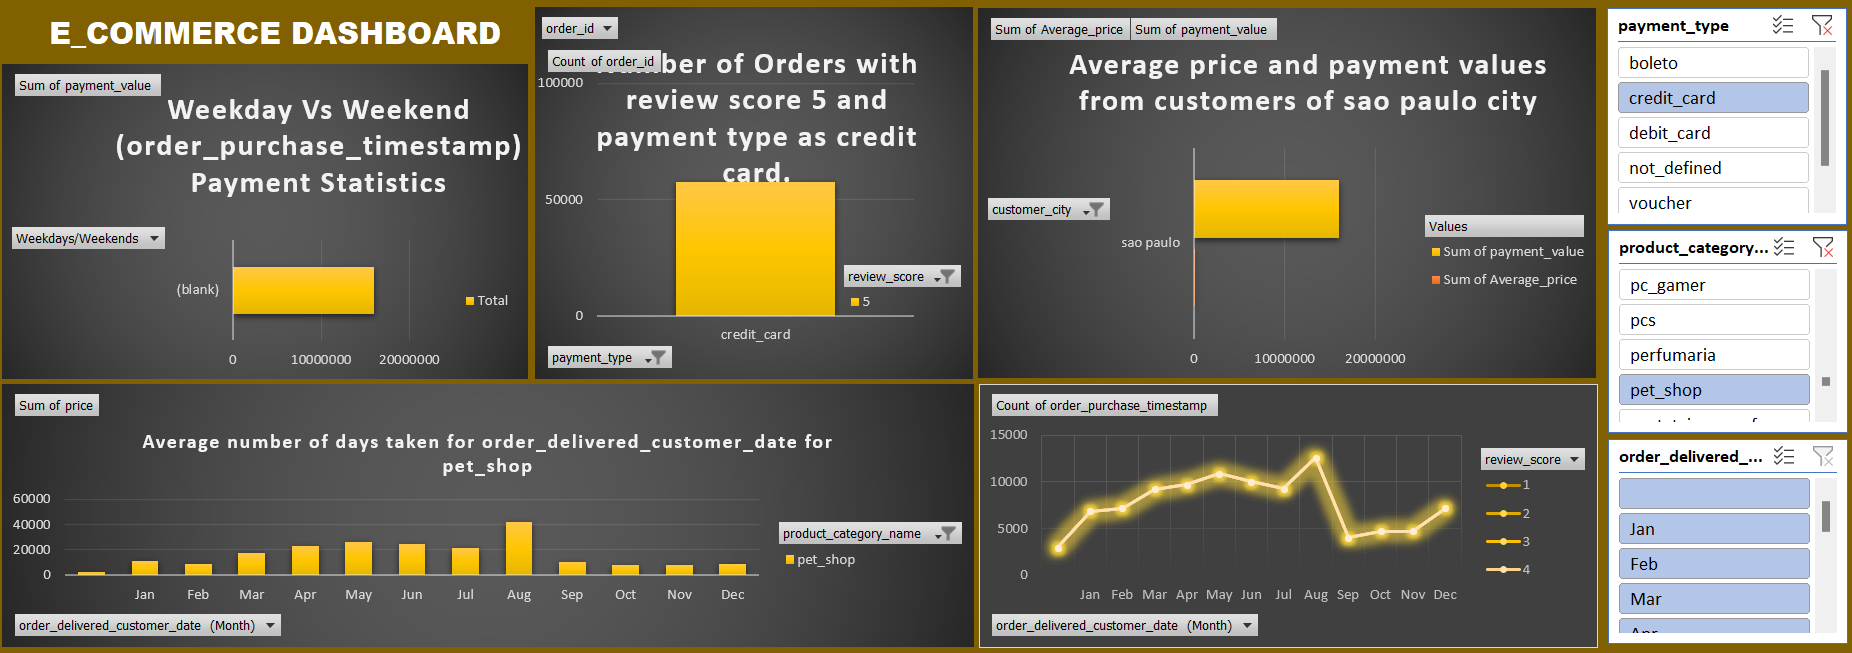 E_COMMERCE DASHBOARD
Sum of payment_value
Weekday Vs Weekend
(order_purchase_timestamp)
Payment Statistics
Weekdays/Weekends
(blank)
Total
0 10000000 20000000
order_id
Count of order_id
Number of Orders with
review score 5 and
payment type as credit
card.
100000
50000
0
review_score
5
credit_card
payment_type
Sum of Average_price
Sum of payment_value
Average price and payment values
from customers of sao paulo city
customer_city
sao paulo
Values
Sum of payment_value
Sum of Average_price
0 10000000 20000000
payment_type
boleto
credit_card
debit_card
not_defined
voucher
product_category...
pc_gamer
pcs
perfumaria
pet_shop
order_delivered_...
Jan
Feb
Mar
Apr
Sum of price
Average number of days taken for order_delivered_customer_date for
pet_shop
60000
40000
20000
0
Jan Feb Mar Apr May Jun Jul Aug Sep Oct Nov Dec
product_category_name
pet_shop
order_delivered_customer_date (Month)
Count of order_purchase_timestamp
15000
10000
5000
0
Jan Feb Mar Apr May Jun Jul Aug Sep Oct Nov Dec
review_score
1
2
3
4
order_delivered_customer_date (Month)